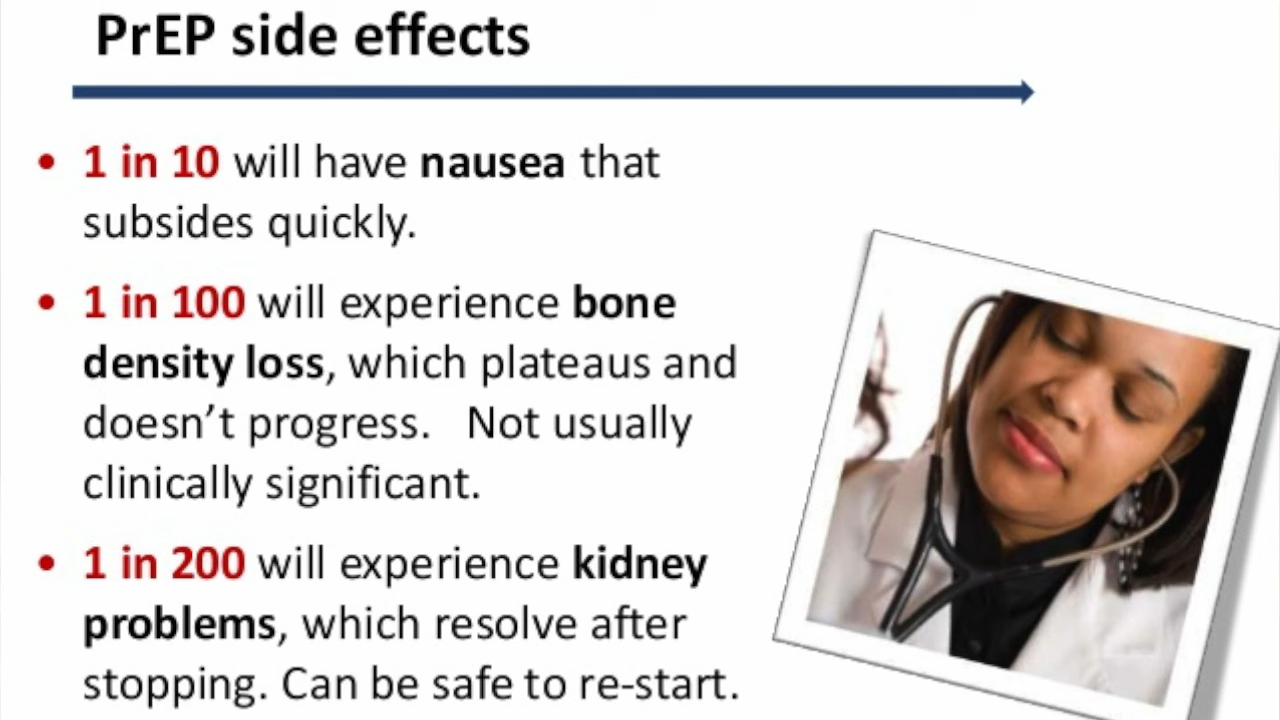 PrEP side effects
• 1 in 10 will have nausea that
subsides quickly.
• 1 in 100 will experience bone
density loss, which plateaus and
doesn’t progress.   Not usually
clinically significant.
• 1 in 200 will experience kidney
problems, which resolve after
stopping. Can be safe to re-start.